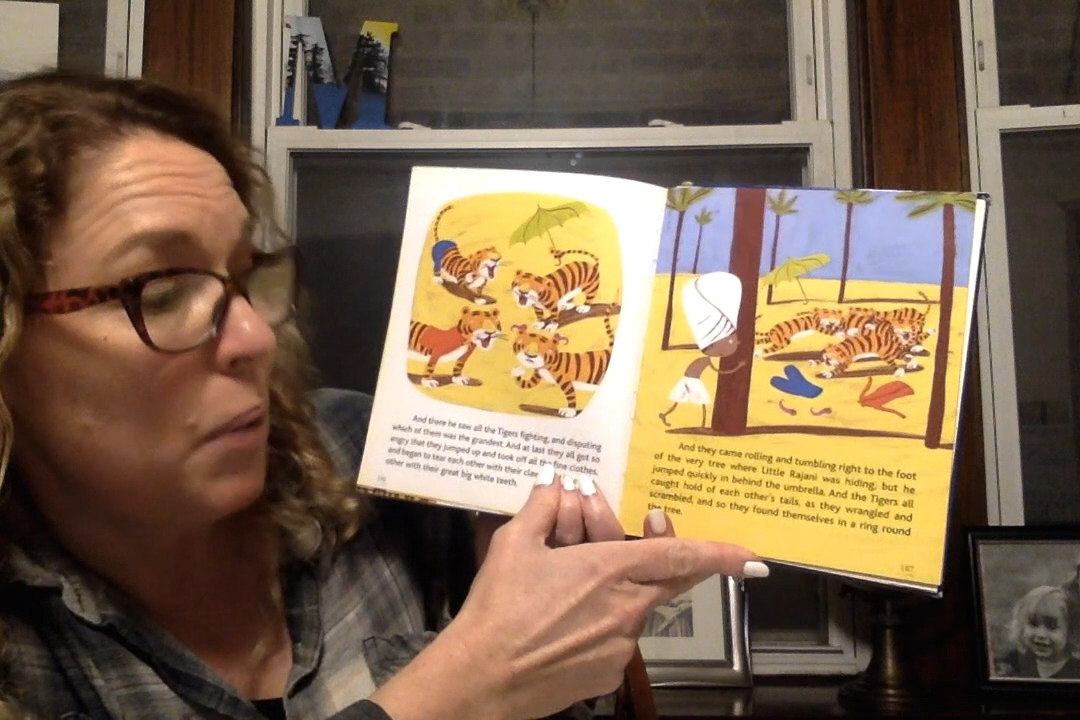 M
And there he saw all the Tigers fighting, and disputing
which of them was the grandest. And at last they all got so
angry that they jumped up and took off all the fine clothes,
and began to tear each other with their
other with their great big white teeth.
And they came rolling and tumbling right to the foot
of the very tree where Little Rajani was hiding, but he
jumped quickly in behind the umbrella. And the Tigers all
caught hold of each other's tails, as they wrangled and
scrambled, and so they found themselves in a ring round
the tree.
187